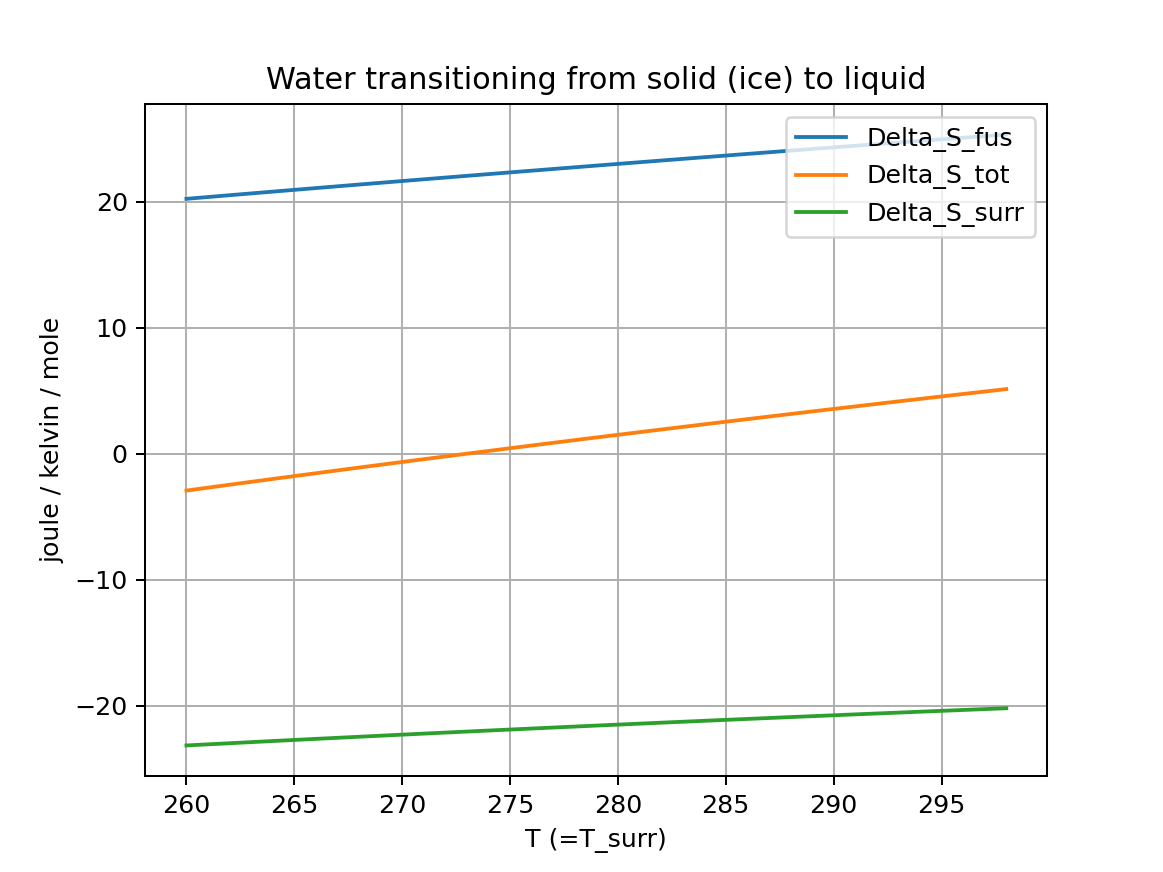 Water transitioning from solid (ice) to liquid
Delta_S_fus
Delta_S_tot
Delta_S_surr
20
10
0
−10
−20
joule / kelvin / mole
260 265 270 275 280 285 290 295
T (=T_surr)